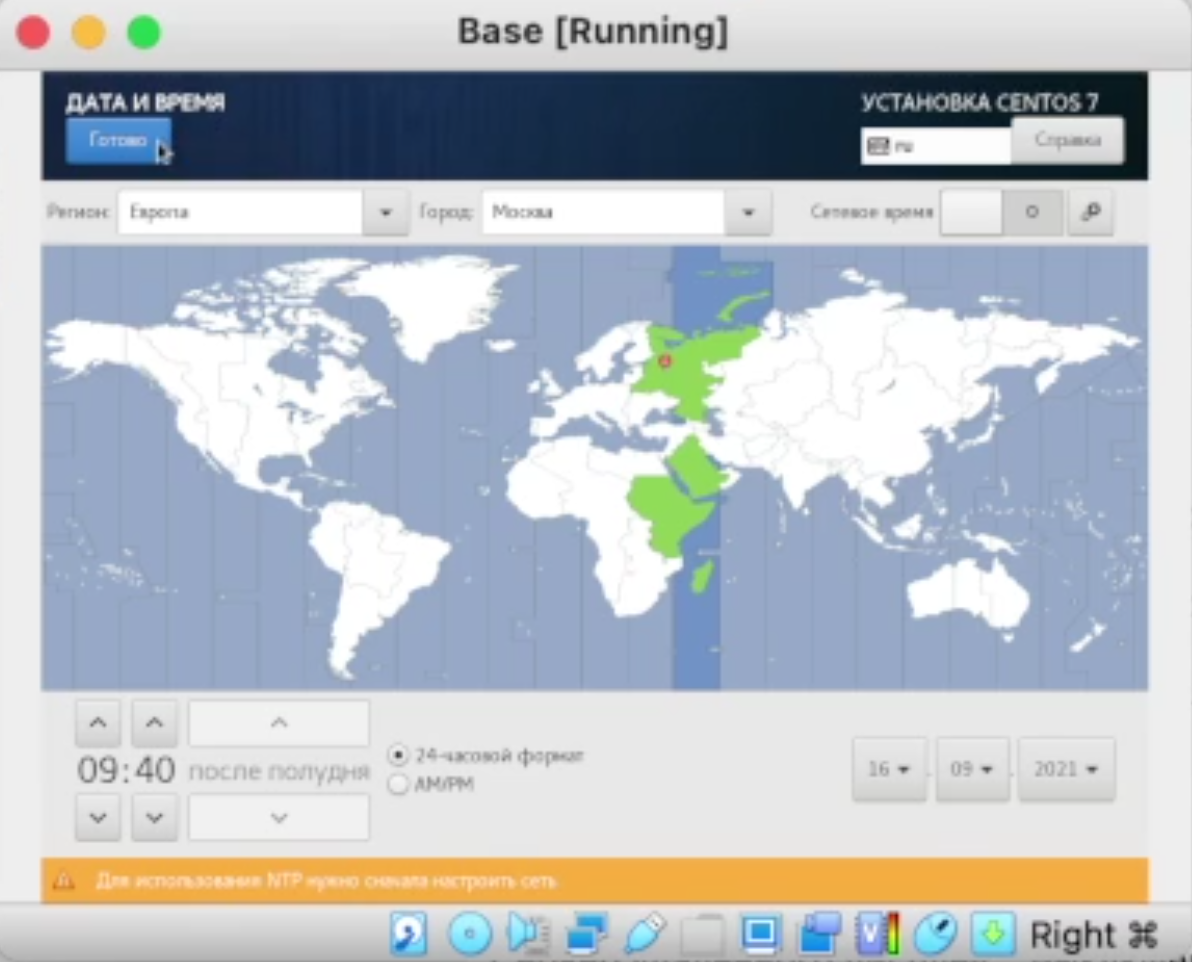 Base [Running]
ДАТА И ВРЕМЯ
УСТАНОВКА CENTOS 7
Готово
ru
Справка
Регион: Европа Город: Москва Сетевое время
09:40 после полудня
24-часовой формат
AM/PM
16 . 09 . 2021
Для использования NTP нужно сначала настроить сеть
V
Right ⌘